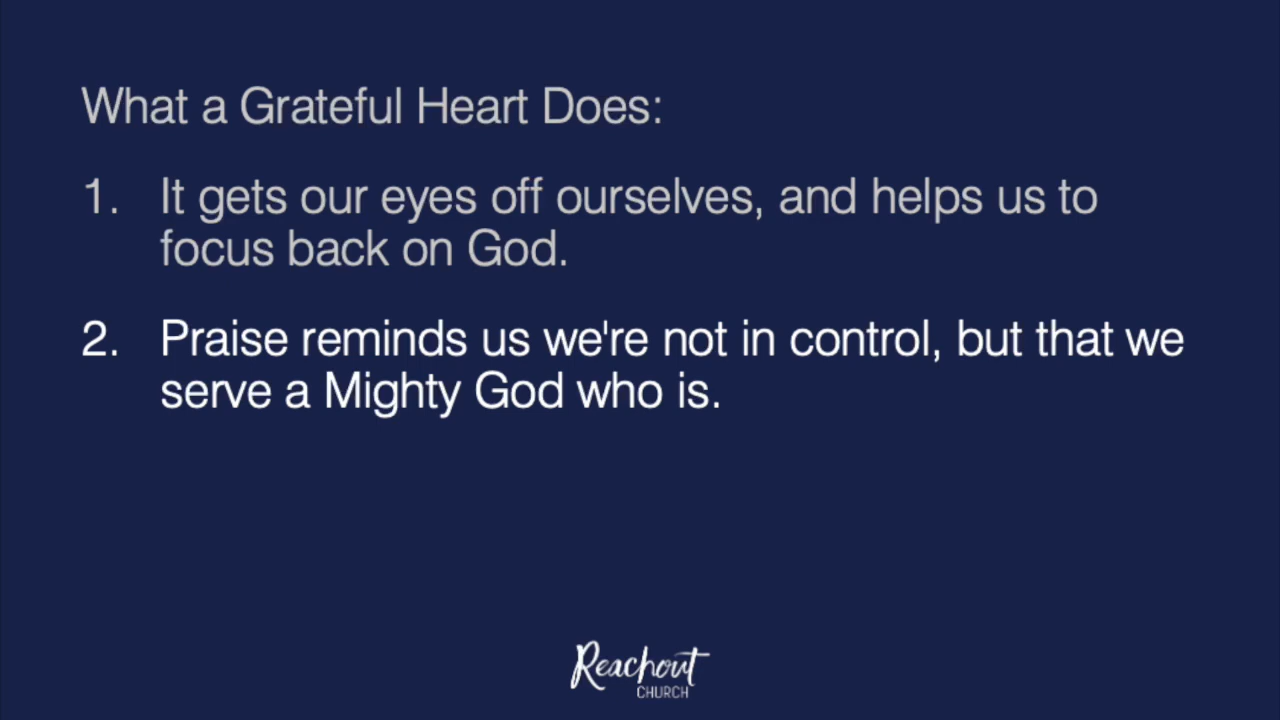 What a Grateful Heart Does:
1. It gets our eyes off ourselves, and helps us to
focus back on God.
2. Praise reminds us we're not in control, but that we
serve a Mighty God who is.
Reachout
CHURCH